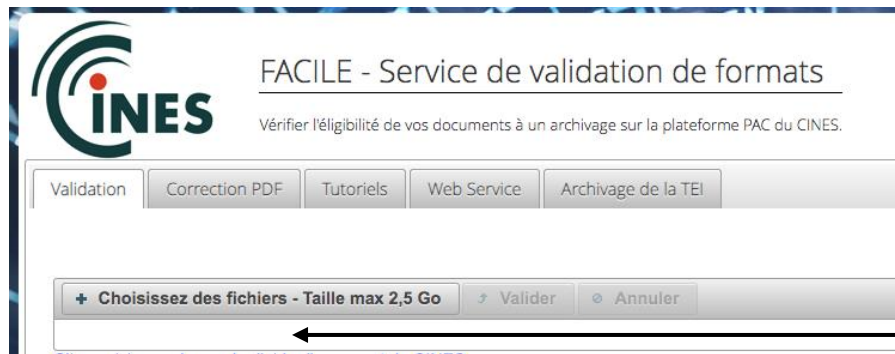 CINES
FACILE - Service de validation de formats
Vérifier l'éligibilité de vos documents à un archivage sur la plateforme PAC du CINES.
Validation Correction PDF Tutoriels Web Service Archivage de la TEI
+ Choisissez des fichiers - Taille max 2,5 Go Valider Annuler